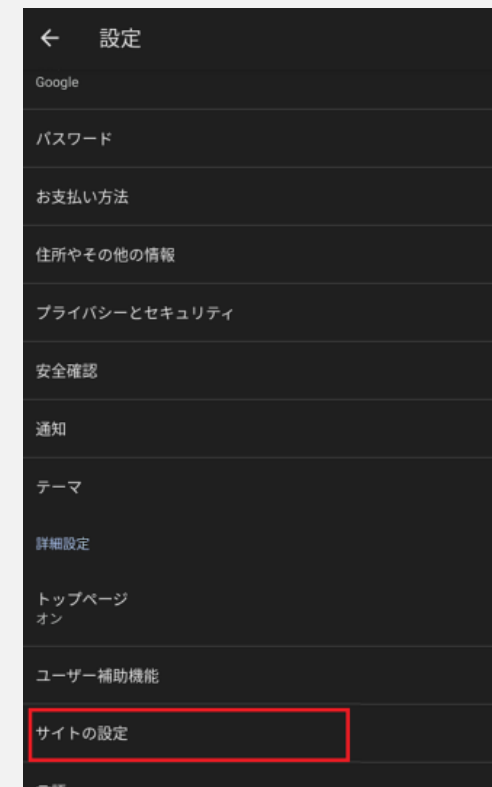 ← 設定
Google
パスワード
お支払い方法
住所やその他の情報
プライバシーとセキュリティ
安全確認
通知
テーマ
詳細設定
トップページ
オン
ユーザー補助機能
サイトの設定